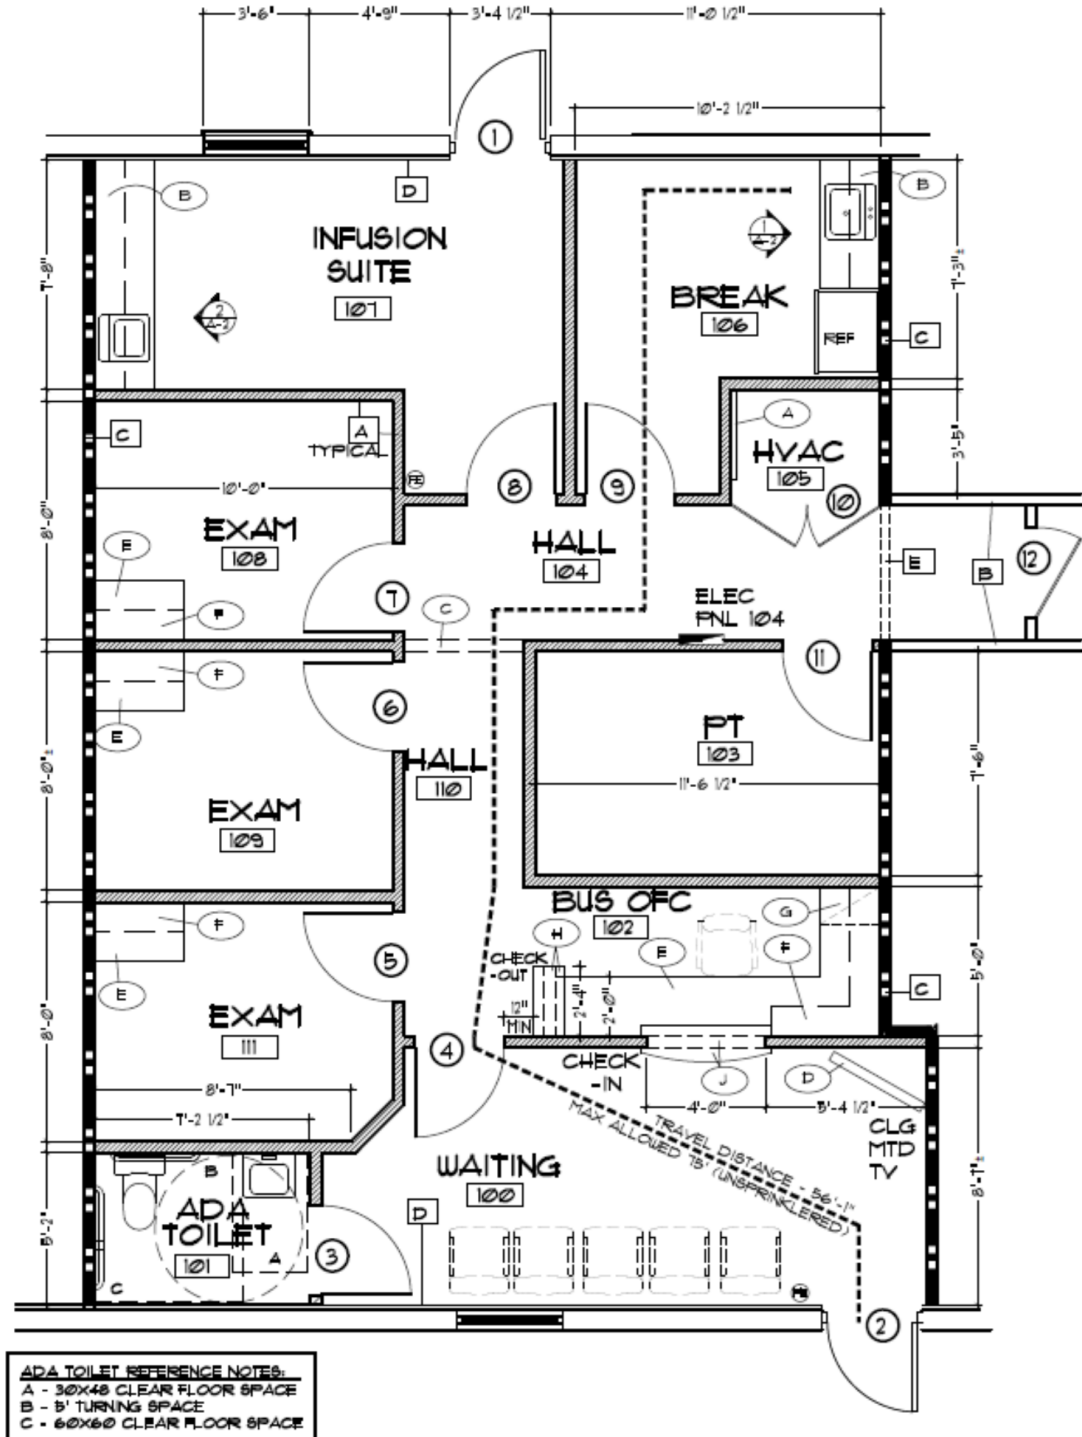 3'-6"
4'-9"
3'-4 1/2"
11'-0 1/2"
10'-2 1/2"
1
B
D
B
INFUSION
SUITE
107
1
A-2
7'-8"
7'-3"±
BREAK
106
2
A-2
REF
C
C
A
TYPICAL
A
HVAC
105
3'-5"
FE
10'-0"
8
9
10
8'-0"
EXAM
108
E
HALL
104
E
B
12
7
F
C
ELEC
PNL 104
11
F
6
E
PT
103
8'-0"±
HALL
110
11'-6 1/2"
7'-6"
EXAM
109
BUS OFC
102
G
F
H
E
F
5
CHECK
-OUT
5'-0"
E
2'-4"
2'-0"
C
EXAM
111
12"
MIN
8'-0"
4
CHECK
-IN
J
D
8'-7"
4'-0"
5'-4 1/2"
7'-2 1/2"
TRAVEL DISTANCE - 56'-1"
MAX ALLOWED 75' (UNSPRINKLERED)
CLG
MTD
TV
WAITING
100
8'-7"±
B
ADA
TOILET
101
A
C
5'-2"
D
3
FE
2
ADA TOILET REFERENCE NOTES:
A - 30X48 CLEAR FLOOR SPACE
B - 5' TURNING SPACE
C - 60X60 CLEAR FLOOR SPACE